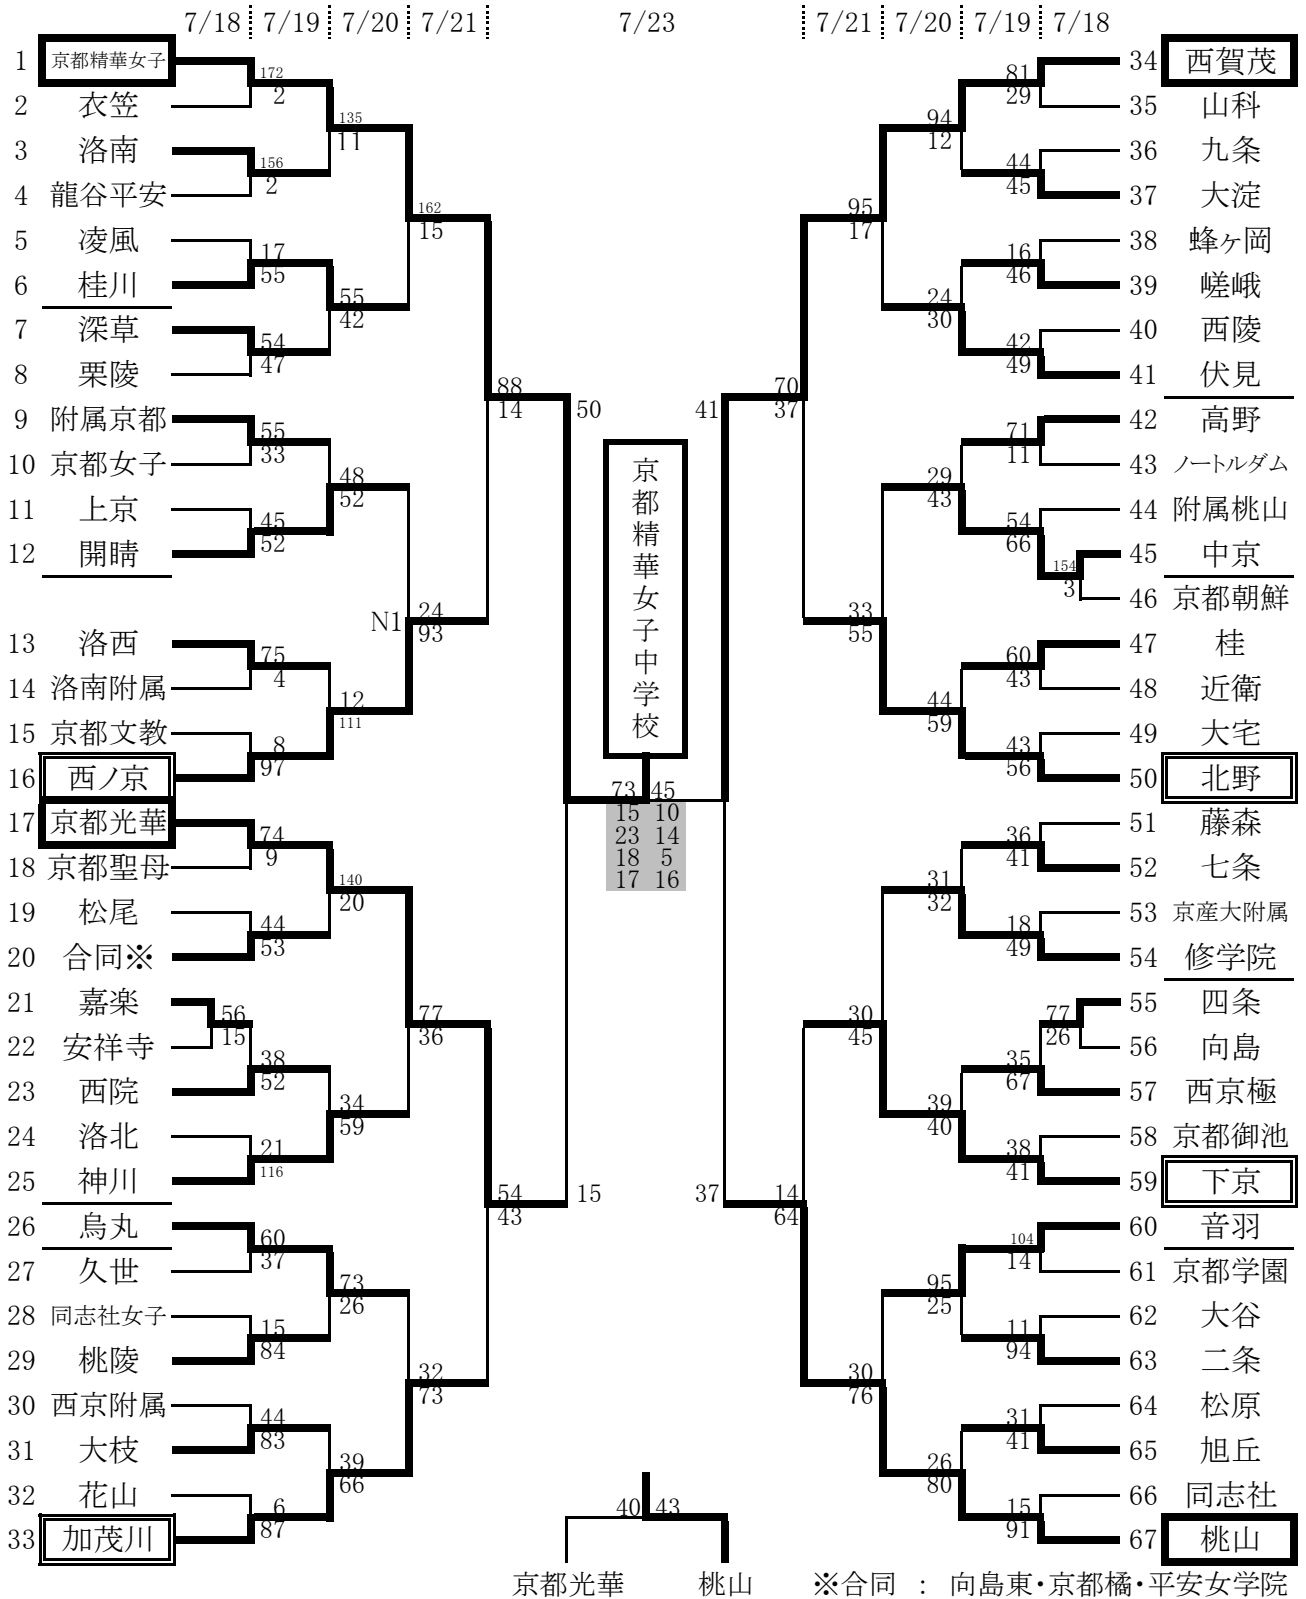 7/18 7/19 7/20 7/21 7/23 7/21 7/20 7/19 7/18
1 京都精華女子
2 衣笠
3 洛南
4 龍谷平安
5 凌風
6 桂川
7 深草
8 栗陵
9 附属京都
10 京都女子
11 上京
12 開晴
13 洛西
14 洛南附属
15 京都文教
16 西ノ京
17 京都光華
18 京都聖母
19 松尾
20 合同※
21 嘉楽
22 安祥寺
23 西院
24 洛北
25 神川
26 烏丸
27 久世
28 同志社女子
29 桃陵
30 西京附属
31 大枝
32 花山
33 加茂川
172
2
156
2
17
55
54
47
55
33
45
52
75
4
8
97
74
9
44
53
56
15
38
52
21
116
60
37
15
84
44
83
6
87
135
11
55
42
48
52
12
111
140
20
34
59
73
26
39
66
162
15
N1
24
93
77
36
32
73
88
14
54
43
50
15
京都精華女子中学校
73 45
15 10
23 14
18 5
17 16
41
37
70
37
14
64
95
17
33
55
30
45
30
76
94
12
24
30
29
43
44
59
31
32
39
40
95
25
26
80
81
29
44
45
16
46
42
49
71
11
54
66
154
3
60
43
43
56
36
41
18
49
77
26
35
67
38
41
104
14
11
94
31
41
15
91
34 西賀茂
35 山科
36 九条
37 大淀
38 蜂ヶ岡
39 嵯峨
40 西陵
41 伏見
42 高野
43 ノートルダム
44 附属桃山
45 中京
46 京都朝鮮
47 桂
48 近衛
49 大宅
50 北野
51 藤森
52 七条
53 京産大附属
54 修学院
55 四条
56 向島
57 西京極
58 京都御池
59 下京
60 音羽
61 京都学園
62 大谷
63 二条
64 松原
65 旭丘
66 同志社
67 桃山
40 43
京都光華 桃山 ※合同 : 向島東・京都橘・平安女学院